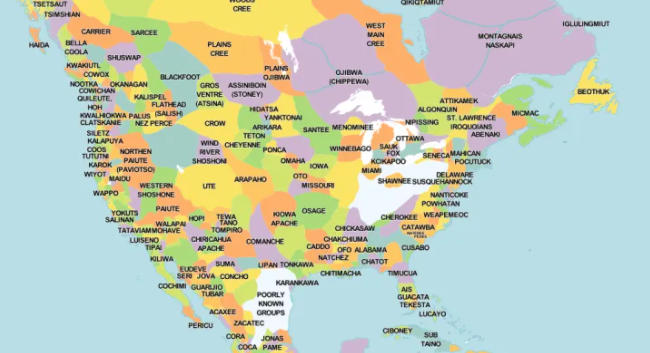 TSETSAUT
TSIMSHIAN
HAIDA
WOODS
CREE
QIKIQTAMIUT
IGLULINGMIUT
CARRIER
SARCEE
BELLA
COOLA
SHUSWAP
PLAINS
CREE
WEST
MAIN
CREE
MONTAGNAIS
NASKAPI
KWAKIUTL
COWOX
NOOTKA
OKANAGAN
COWICHAN
QUILEUTE,
HOH
KWALHIOKWA
CLATSKANIE
BLACKFOOT
KALISPEL
FLATHEAD
(SALISH)
PALUS
NEZ PERCE
GROS
VENTRE
(ATSINA)
PLAINS
OJIBWA
ASSINIBOIN
(STONEY)
OJIBWA
(CHIPPEWA)
BEOTHUK
ATTIKAMEK
ALGONQUIN
ST. LAWRENCE
IROQUOIANS
NIPISSING
ABENAKI
MICMAC
SILETZ
KALAPUYA
COOS
TUTUTNI
KAROK
WIYOT
NORTHEN
PAIUTE
(PAVIOTSO)
MAIDU
WAPPO
CROW
HIDATSA
YANKTONAI
ARIKARA
TETON
CHEYENNE
SANTEE
MENOMINEE
OTTAWA
WINNEBAGO
SAUK
FOX
KCIKAPOO
MIAMI
SENECA
MAHICAN
POCUTUCK
WIND
RIVER
SHOSHONI
PONCA
OMAHA
IOWA
OTO
MISSOURI
SHAWNEE
DELAWARE
SUSQUEHANNOCK
NANTICOKE
POWHATAN
WEAPEMEOC
WESTERN
SHOSHONE
UTE
ARAPAHO
YOKUTS
SALINAN
PAIUTE
WALAPAI
HOPI
TATAVIAM
MOHAVE
LUISENO
TIPAI
TEWA
TANO
TOMPIRO
CHIRICAHUA
APACHE
KIOWA
APACHE
OSAGE
COMANCHE
CHICKASAW
CHAKCHIUMA
CHEROKEE
CATAWBA
CADDO
OFO
ALABAMA
CUSABO
NATCHEZ
CHATOT
KILIWA
SUMA
LIPAN
TONKAWA
CHITIMACHA
TIMUCUA
EUDEVE
SERI
JOVA
CONCHO
KARANKAWA
COCHIMI
GUARIJIO
TUBAR
POORLY
KNOWN
GROUPS
AIS
GUACATA
TEKESTA
LUCAYO
PERICU
ACAXEE
ZACATEC
CORA
COCA
JONAS
PAME
CIBONEY
SUB
TAINO